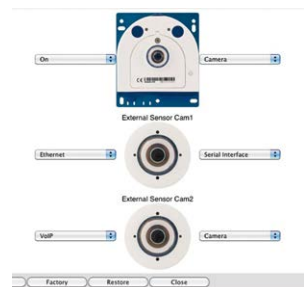 On
Camera
External Sensor Cam1
Ethernet
Serial Interface
External Sensor Cam2
VoIP
Camera
Factory
Restore
Close